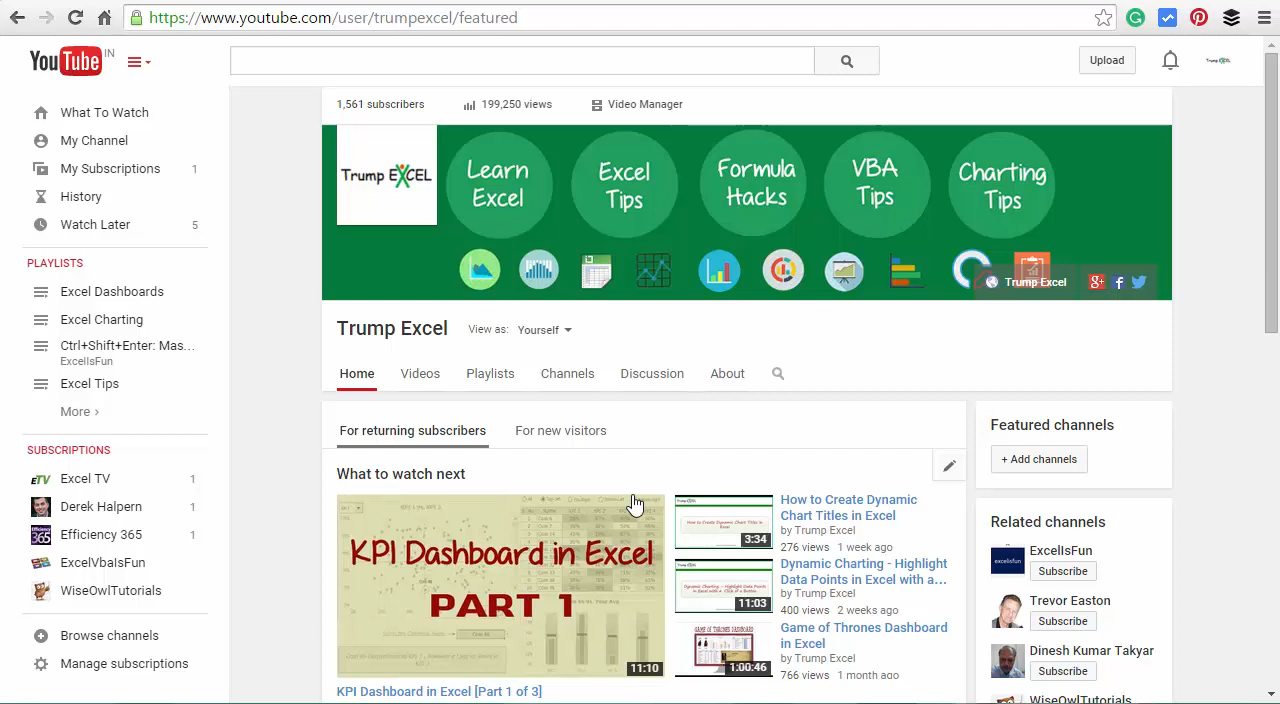 https://www.youtube.com/user/trumpexcel/featured
YouTube IN
Upload
Trump EXCEL
What To Watch
My Channel
My Subscriptions 1
History
Watch Later 5
PLAYLISTS
Excel Dashboards
Excel Charting
Ctrl+Shift+Enter: Mas...
ExcelIsFun
Excel Tips
More ›
SUBSCRIPTIONS
Excel TV 1
Derek Halpern 1
Efficiency 365 1
ExcelVbaIsFun
WiseOwlTutorials
Browse channels
Manage subscriptions
1,561 subscribers
199,250 views
Video Manager
Trump EXCEL
Learn
Excel
Excel
Tips
Formula
Hacks
VBA
Tips
Charting
Tips
Trump Excel
Trump Excel
View as: Yourself
Home
Videos
Playlists
Channels
Discussion
About
For returning subscribers
For new visitors
What to watch next
KPI Dashboard in Excel
PART 1
11:10
KPI Dashboard in Excel [Part 1 of 3]
3:34
How to Create Dynamic
Chart Titles in Excel
by Trump Excel
276 views 1 week ago
11:03
Dynamic Charting - Highlight
Data Points in Excel with a...
by Trump Excel
400 views 2 weeks ago
GAME OF THRONES DASHBOARD
1:00:46
Game of Thrones Dashboard
in Excel
by Trump Excel
766 views 1 month ago
Featured channels
+ Add channels
Related channels
ExcelIsFun
Subscribe
Trevor Easton
Subscribe
Dinesh Kumar Takyar
Subscribe
WiseOwlTutorials